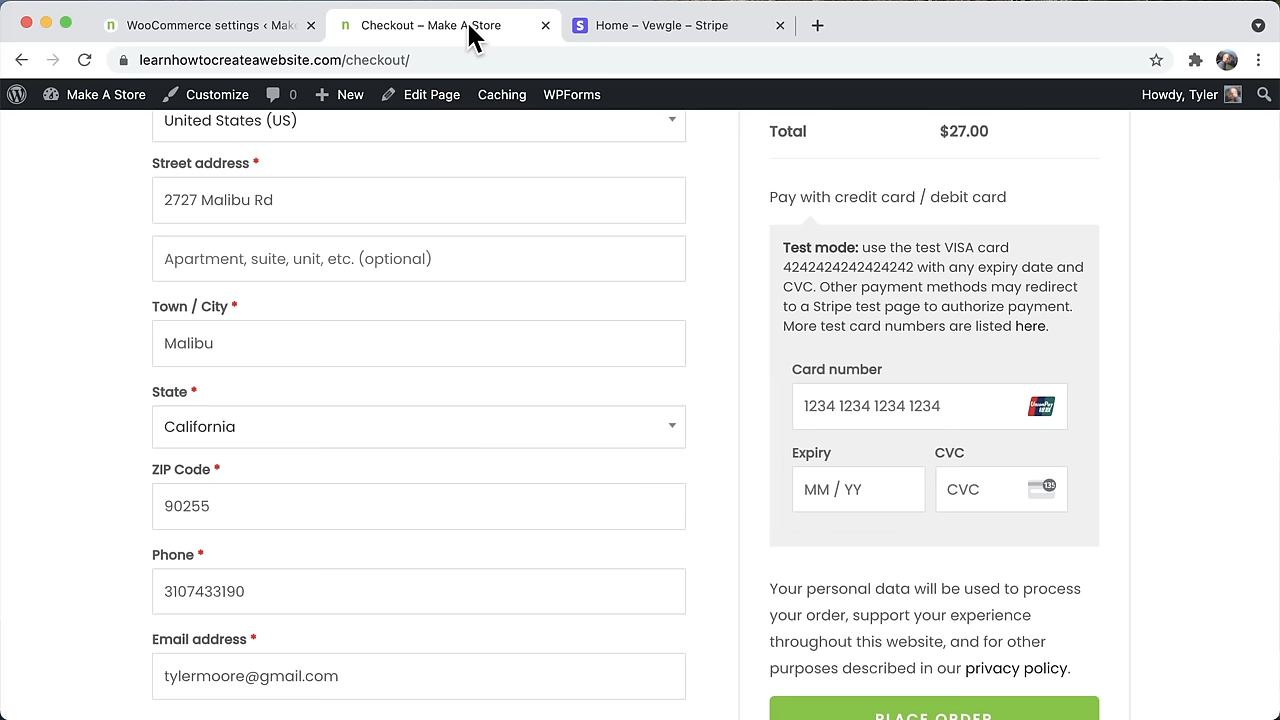 WooCommerce settings ‹ Make
Checkout – Make A Store
Home – Vewgle – Stripe
learnhowtocreateawebsite.com/checkout/
Make A Store
Customize
0
New
Edit Page
Caching
WPForms
Howdy, Tyler
United States (US)
Street address *
2727 Malibu Rd
Apartment, suite, unit, etc. (optional)
Town / City *
Malibu
State *
California
ZIP Code *
90255
Phone *
3107433190
Email address *
tylermoore@gmail.com
Total $27.00
Pay with credit card / debit card
Test mode: use the test VISA card
4242424242424242 with any expiry date and
CVC. Other payment methods may redirect
to a Stripe test page to authorize payment.
More test card numbers are listed here.
Card number
1234 1234 1234 1234
UnionPay
Expiry
CVC
MM / YY
CVC
135
Your personal data will be used to process
your order, support your experience
throughout this website, and for other
purposes described in our privacy policy.
PLACE ORDER